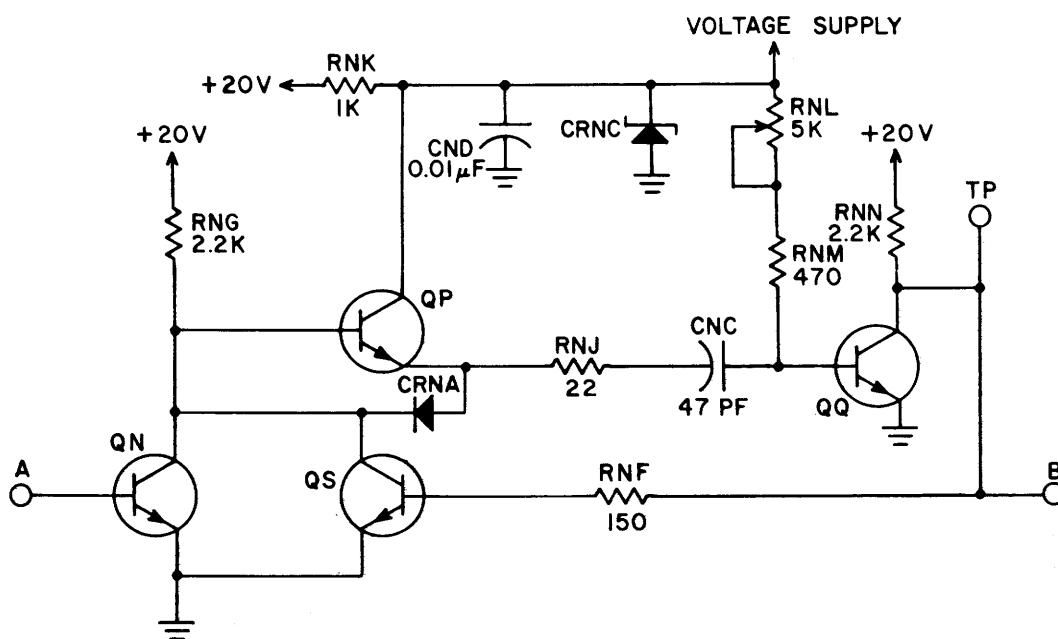 VOLTAGE SUPPLY
RNK
+20V
1K
RNL
5K
CND
0.01µF
CRNC
+20V
+20V
TP
RNG
2.2K
RNN
2.2K
RNM
470
QP
RNJ
22
CNC
47 PF
CRNA
QQ
QN
QS
A
RNF
150
B